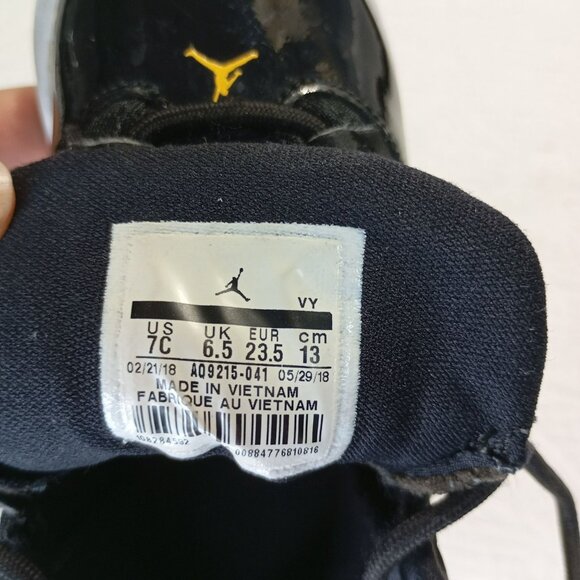 VY
US UK EUR cm
7C 6.5 23.5 13
02/21/18 AQ9215-041 05/29/18
MADE IN VIETNAM
FABRIQUE AU VIETNAM
00884776810816